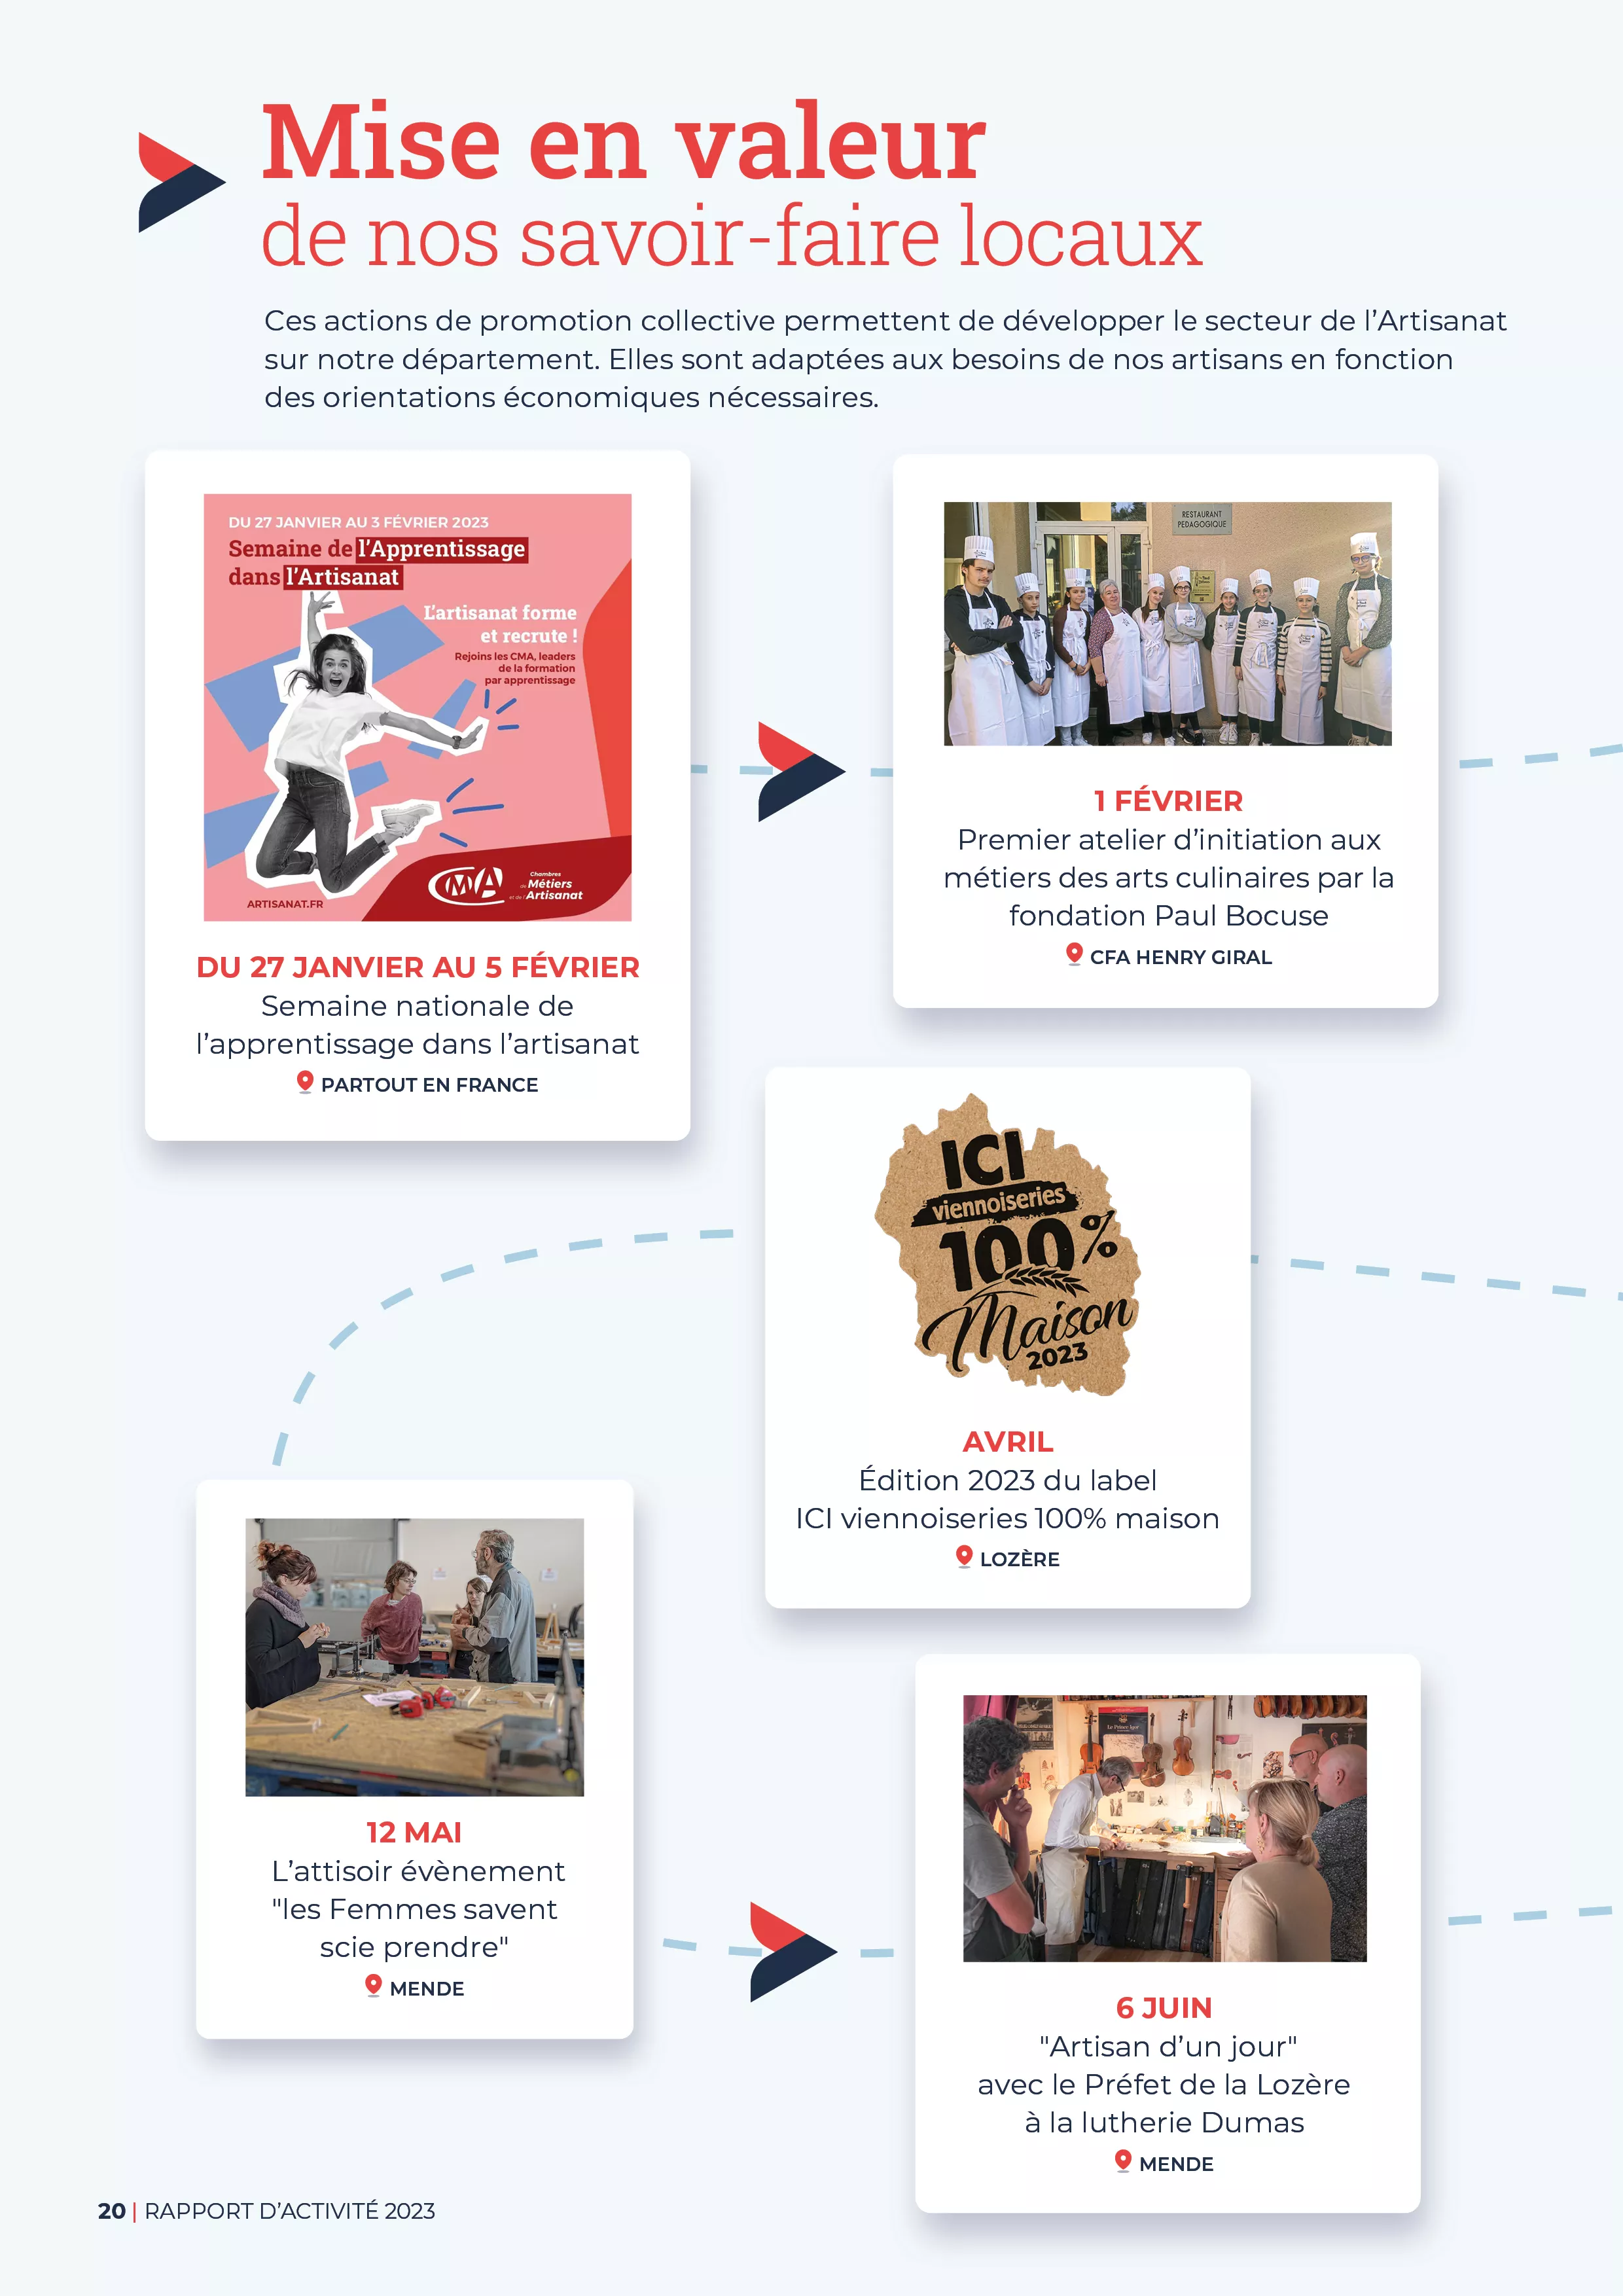 Mise en valeur
de nos savoir-faire locaux
Ces actions de promotion collective permettent de développer le secteur de l'Artisanat
sur notre département. Elles sont adaptées aux besoins de nos artisans en fonction
des orientations économiques nécessaires.
DU 27 JANVIER AU 3 FÉVRIER 2023
Semaine de l'Apprentissage
dans l'Artisanat
L'artisanat forme
et recrute !
Rejoins les CMA, leaders
de la formation
par apprentissage
CMA
Chambres
de Métiers
et de l'Artisanat
ARTISANAT.FR
DU 27 JANVIER AU 5 FÉVRIER
Semaine nationale de
l'apprentissage dans l'artisanat
PARTOUT EN FRANCE
RESTAURANT
PEDAGOGIQUE
1 FÉVRIER
Premier atelier d'initiation aux
métiers des arts culinaires par la
fondation Paul Bocuse
CFA HENRY GIRAL
ICI
viennoiseries
100%
Maison
2023
AVRIL
Édition 2023 du label
ICI viennoiseries 100% maison
LOZÈRE
12 MAI
L'attisoir évènement
"les Femmes savent
scie prendre"
MENDE
Le Prince Igor
6 JUIN
"Artisan d'un jour"
avec le Préfet de la Lozère
à la lutherie Dumas
MENDE
20 | RAPPORT D'ACTIVITÉ 2023